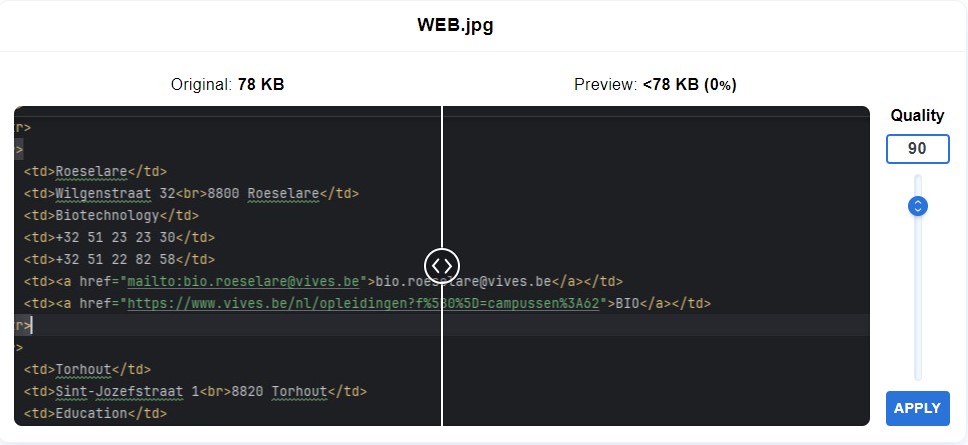 WEB.jpg
Original: 78 KB
Preview: <78 KB (0%)
Quality
90
r>
>
<td>Roeselare</td>
<td>Wilgenstraat 32<br>8800 Roeselare</td>
<td>Biotechnology</td>
<td>+32 51 23 23 30</td>
<td>+32 51 22 82 58</td>
<td><a href="mailto:bio.roeselare@vives.be">bio.roeselare@vives.be</a></td>
<td><a href="https://www.vives.be/nl/opleidingen?f%5B0%5D=campussen%3A62">BIO</a></td>
r>
>
<td>Torhout</td>
<td>Sint-Jozefstraat 1<br>8820 Torhout</td>
<td>Education</td>
APPLY